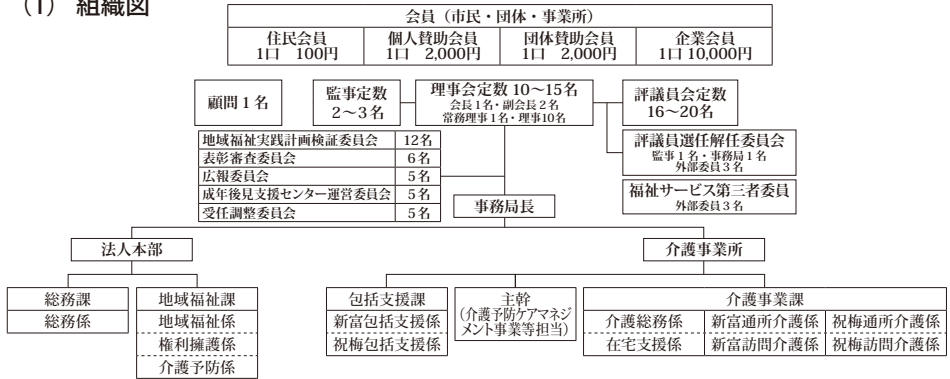 (1) 組織図
会員（市民・団体・事業所）
住民会員 個人賛助会員 団体賛助会員 企業会員
1口 100円 1口 2,000円 1口 2,000円 1口 10,000円
顧問１名
監事定数
2～3名
理事会定数 10～15名
会長1名・副会長2名
常務理事1名・理事10名
評議員会定数
16～20名
評議員選任解任委員会
監事１名・事務局１名
外部委員３名
福祉サービス第三者委員
外部委員３名
地域福祉実践計画検証委員会 12名
表彰審査委員会 6名
広報委員会 5名
成年後見支援センター運営委員会 5名
受任調整委員会 5名
事務局長
法人本部
介護事業所
総務課
総務係
地域福祉課
地域福祉係
権利擁護係
介護予防係
包括支援課
新富包括支援係
祝梅包括支援係
主幹
(介護予防ケアマネジ
メント事業等担当)
介護事業課
介護総務係 新富通所介護係 祝梅通所介護係
在宅支援係 新富訪問介護係 祝梅訪問介護係